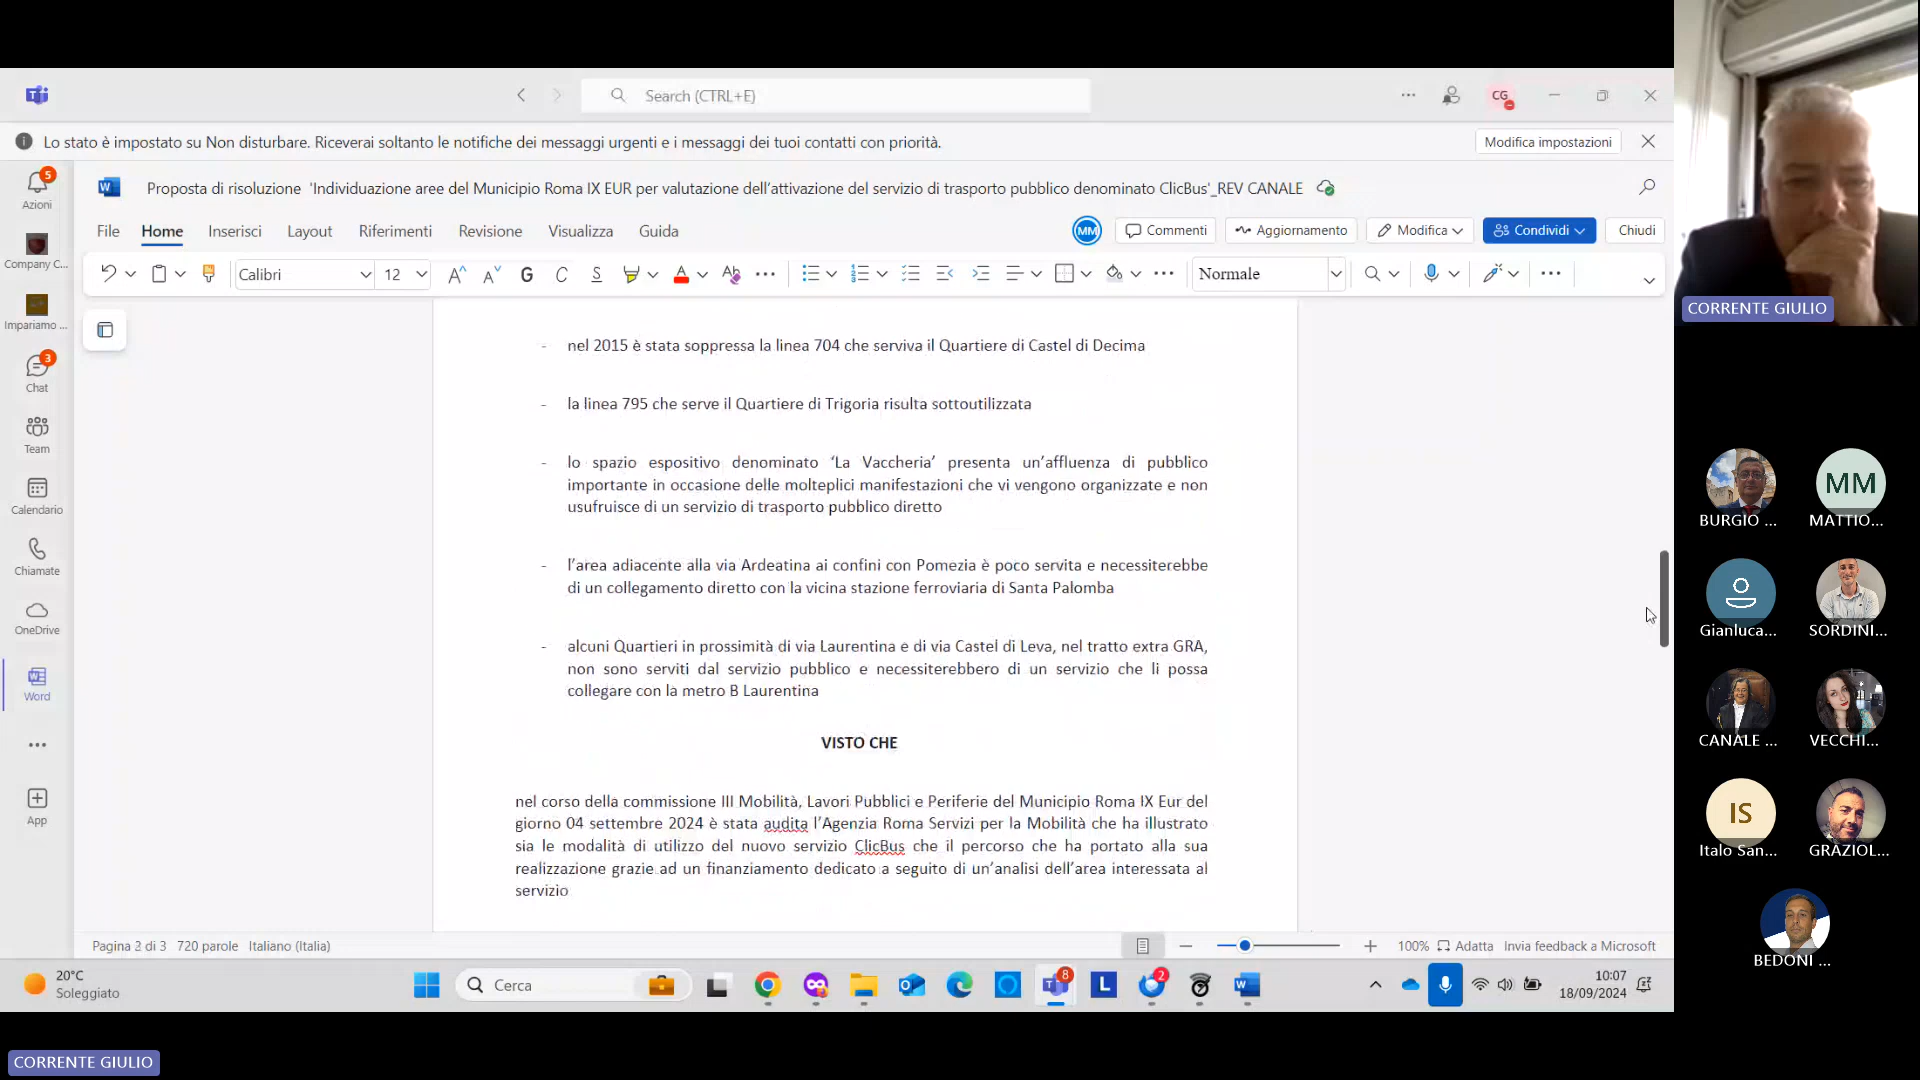 Search (CTRL+E)
CG
Lo stato è impostato su Non disturbare. Riceverai soltanto le notifiche dei messaggi urgenti e i messaggi dei tuoi contatti con priorità.
Modifica impostazioni
5
Azioni
Company C...
Impariamo ...
3
Chat
Team
Calendario
Chiamate
OneDrive
Word
App
Proposta di risoluzione 'Individuazione aree del Municipio Roma IX EUR per valutazione dell'attivazione del servizio di trasporto pubblico denominato ClicBus'_REV CANALE
File Home Inserisci Layout Riferimenti Revisione Visualizza Guida
MM Commenti Aggiornamento Modifica Condividi Chiudi
Calibri 12 A A G C S A Normale
- nel 2015 è stata soppressa la linea 704 che serviva il Quartiere di Castel di Decima
- la linea 795 che serve il Quartiere di Trigoria risulta sottoutilizzata
- lo spazio espositivo denominato ‘La Vaccheria’ presenta un’affluenza di pubblico
importante in occasione delle molteplici manifestazioni che vi vengono organizzate e non
usufruisce di un servizio di trasporto pubblico diretto
- l’area adiacente alla via Ardeatina ai confini con Pomezia è poco servita e necessiterebbe
di un collegamento diretto con la vicina stazione ferroviaria di Santa Palomba
- alcuni Quartieri in prossimità di via Laurentina e di via Castel di Leva, nel tratto extra GRA,
non sono serviti dal servizio pubblico e necessiterebbero di un servizio che li possa
collegare con la metro B Laurentina
VISTO CHE
nel corso della commissione III Mobilità, Lavori Pubblici e Periferie del Municipio Roma IX Eur del
giorno 04 settembre 2024 è stata audita l’Agenzia Roma Servizi per la Mobilità che ha illustrato
sia le modalità di utilizzo del nuovo servizio ClicBus che il percorso che ha portato alla sua
realizzazione grazie ad un finanziamento dedicato a seguito di un’analisi dell’area interessata al
servizio
Pagina 2 di 3 720 parole Italiano (Italia)
100% Adatta Invia feedback a Microsoft
20°C
Soleggiato
Cerca
8
L
2
10:07
18/09/2024
CORRENTE GIULIO
CORRENTE GIULIO
MM
BURGIO ... MATTIO...
Gianluca... SORDINI...
CANALE ... VECCHI...
IS
Italo San... GRAZIOL...
BEDONI ...